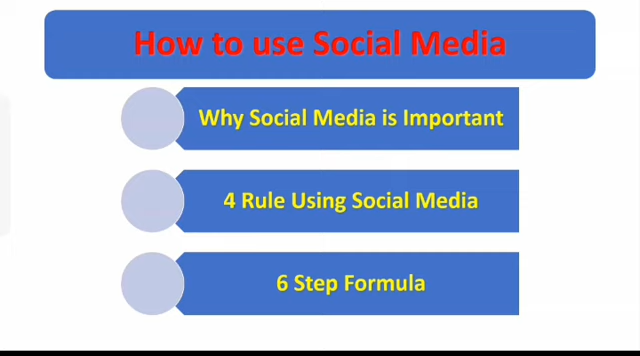 How to use Social Media
Why Social Media is Important
4 Rule Using Social Media
6 Step Formula